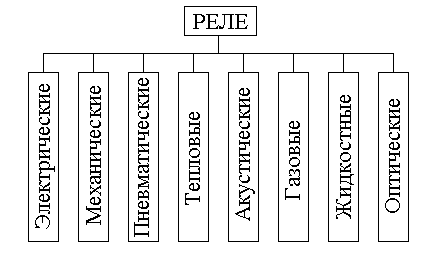 РЕЛЕ
Электрические
Механические
Пневматические
Тепловые
Акустические
Газовые
Жидкостные
Оптические